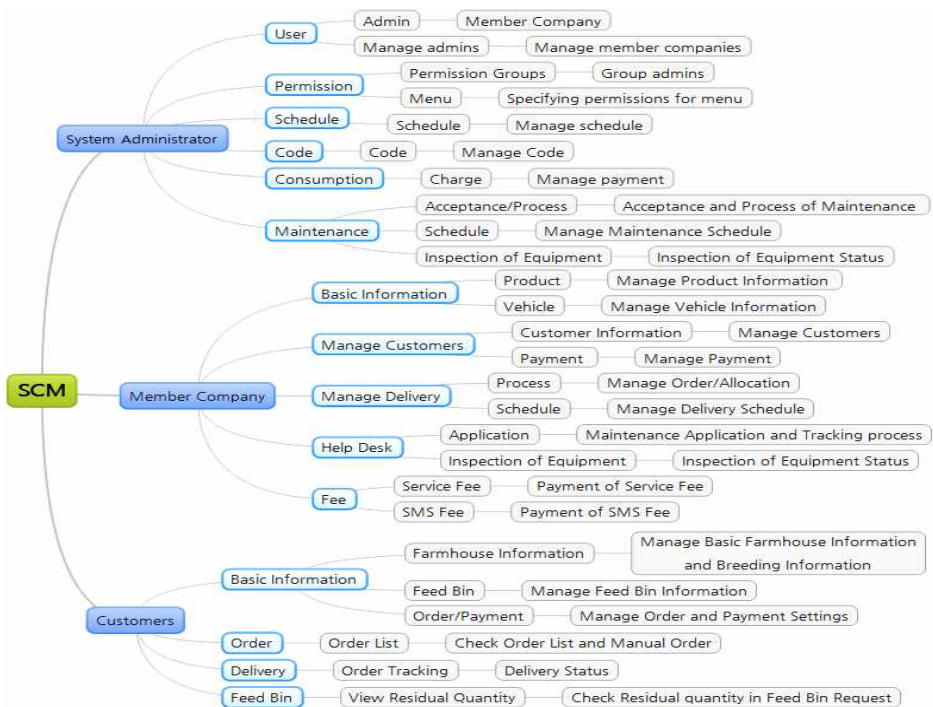 SCM
System Administrator
User
Admin
Member Company
Manage admins
Manage member companies
Permission
Permission Groups
Group admins
Menu
Specifying permissions for menu
Schedule
Schedule
Manage schedule
Code
Code
Manage Code
Consumption
Charge
Manage payment
Maintenance
Acceptance/Process
Acceptance and Process of Maintenance
Schedule
Manage Maintenance Schedule
Inspection of Equipment
Inspection of Equipment Status
Member Company
Basic Information
Product
Manage Product Information
Vehicle
Manage Vehicle Information
Manage Customers
Customer Information
Manage Customers
Payment
Manage Payment
Manage Delivery
Process
Manage Order/Allocation
Schedule
Manage Delivery Schedule
Help Desk
Application
Maintenance Application and Tracking process
Inspection of Equipment
Inspection of Equipment Status
Fee
Service Fee
Payment of Service Fee
SMS Fee
Payment of SMS Fee
Customers
Basic Information
Farmhouse Information
Manage Basic Farmhouse Information
and Breeding Information
Feed Bin
Manage Feed Bin Information
Order/Payment
Manage Order and Payment Settings
Order
Order List
Check Order List and Manual Order
Delivery
Order Tracking
Delivery Status
Feed Bin
View Residual Quantity
Check Residual quantity in Feed Bin Request